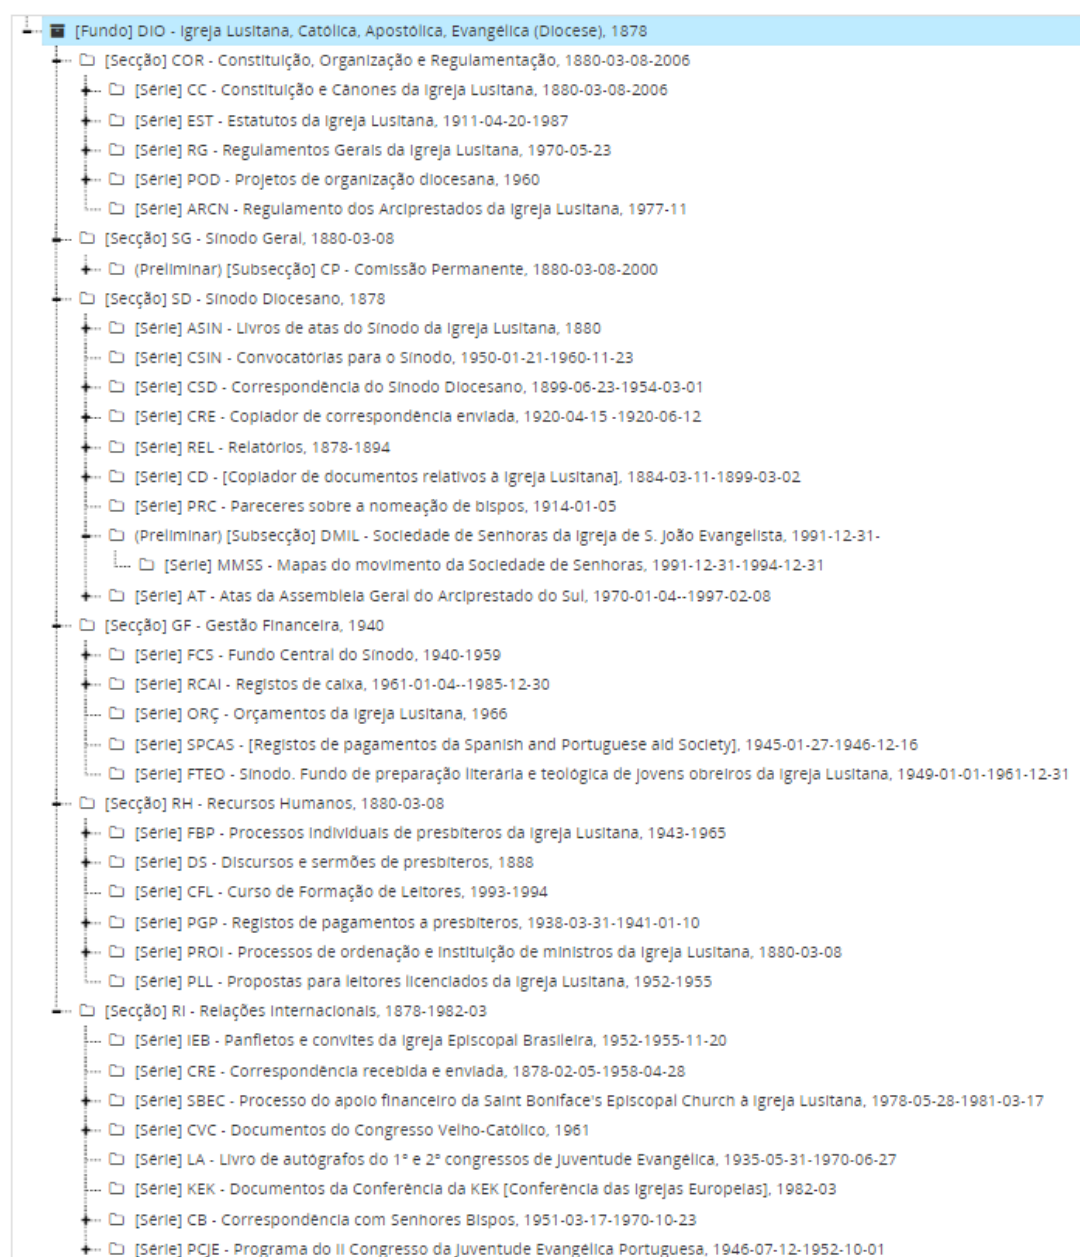 [Fundo] DIO - Igreja Lusitana, Católica, Apostólica, Evangélica (Diocese), 1878
[Secção] COR - Constituição, Organização e Regulamentação, 1880-03-08-2006
[Série] CC - Constituição e Cânones da Igreja Lusitana, 1880-03-08-2006
[Série] EST - Estatutos da Igreja Lusitana, 1911-04-20-1987
[Série] RG - Regulamentos Gerais da Igreja Lusitana, 1970-05-23
[Série] POD - Projetos de organização diocesana, 1960
[Série] ARCN - Regulamento dos Arciprestados da Igreja Lusitana, 1977-11
[Secção] SG - Sínodo Geral, 1880-03-08
(Preliminar) [Subsecção] CP - Comissão Permanente, 1880-03-08-2000
[Secção] SD - Sínodo Diocesano, 1878
[Série] ASIN - Livros de atas do Sínodo da Igreja Lusitana, 1880
[Série] CSIN - Convocatórias para o Sínodo, 1950-01-21-1960-11-23
[Série] CSD - Correspondência do Sínodo Diocesano, 1899-06-23-1954-03-01
[Série] CRE - Copiador de correspondência enviada, 1920-04-15 -1920-06-12
[Série] REL - Relatórios, 1878-1894
[Série] CD - [Copiador de documentos relativos à Igreja Lusitana], 1884-03-11-1899-03-02
[Série] PRC - Pareceres sobre a nomeação de bispos, 1914-01-05
(Preliminar) [Subsecção] DMIL - Sociedade de Senhoras da Igreja de S. João Evangelista, 1991-12-31-
[Série] MMSS - Mapas do movimento da Sociedade de Senhoras, 1991-12-31-1994-12-31
[Série] AT - Atas da Assembleia Geral do Arciprestado do Sul, 1970-01-04--1997-02-08
[Secção] GF - Gestão Financeira, 1940
[Série] FCS - Fundo Central do Sínodo, 1940-1959
[Série] RCAI - Registos de caixa, 1961-01-04--1985-12-30
[Série] ORÇ - Orçamentos da Igreja Lusitana, 1966
[Série] SPCAS - [Registos de pagamentos da Spanish and Portuguese aid Society], 1945-01-27-1946-12-16
[Série] FTEO - Sínodo. Fundo de preparação literária e teológica de jovens obreiros da Igreja Lusitana, 1949-01-01-1961-12-31
[Secção] RH - Recursos Humanos, 1880-03-08
[Série] FBP - Processos individuais de presbíteros da Igreja Lusitana, 1943-1965
[Série] DS - Discursos e sermões de presbíteros, 1888
[Série] CFL - Curso de Formação de Leitores, 1993-1994
[Série] PGP - Registos de pagamentos a presbíteros, 1938-03-31-1941-01-10
[Série] PROI - Processos de ordenação e instituição de ministros da Igreja Lusitana, 1880-03-08
[Série] PLL - Propostas para leitores licenciados da Igreja Lusitana, 1952-1955
[Secção] RI - Relações Internacionais, 1878-1982-03
[Série] IEB - Panfletos e convites da Igreja Episcopal Brasileira, 1952-1955-11-20
[Série] CRE - Correspondência recebida e enviada, 1878-02-05-1958-04-28
[Série] SBEC - Processo do apoio financeiro da Saint Boniface's Episcopal Church à Igreja Lusitana, 1978-05-28-1981-03-17
[Série] CVC - Documentos do Congresso Velho-Católico, 1961
[Série] LA - Livro de autógrafos do 1º e 2º congressos de Juventude Evangélica, 1935-05-31-1970-06-27
[Série] KEK - Documentos da Conferência da KEK [Conferência das Igrejas Europeias], 1982-03
[Série] CB - Correspondência com Senhores Bispos, 1951-03-17-1970-10-23
[Série] PCJE - Programa do II Congresso da Juventude Evangélica Portuguesa, 1946-07-12-1952-10-01